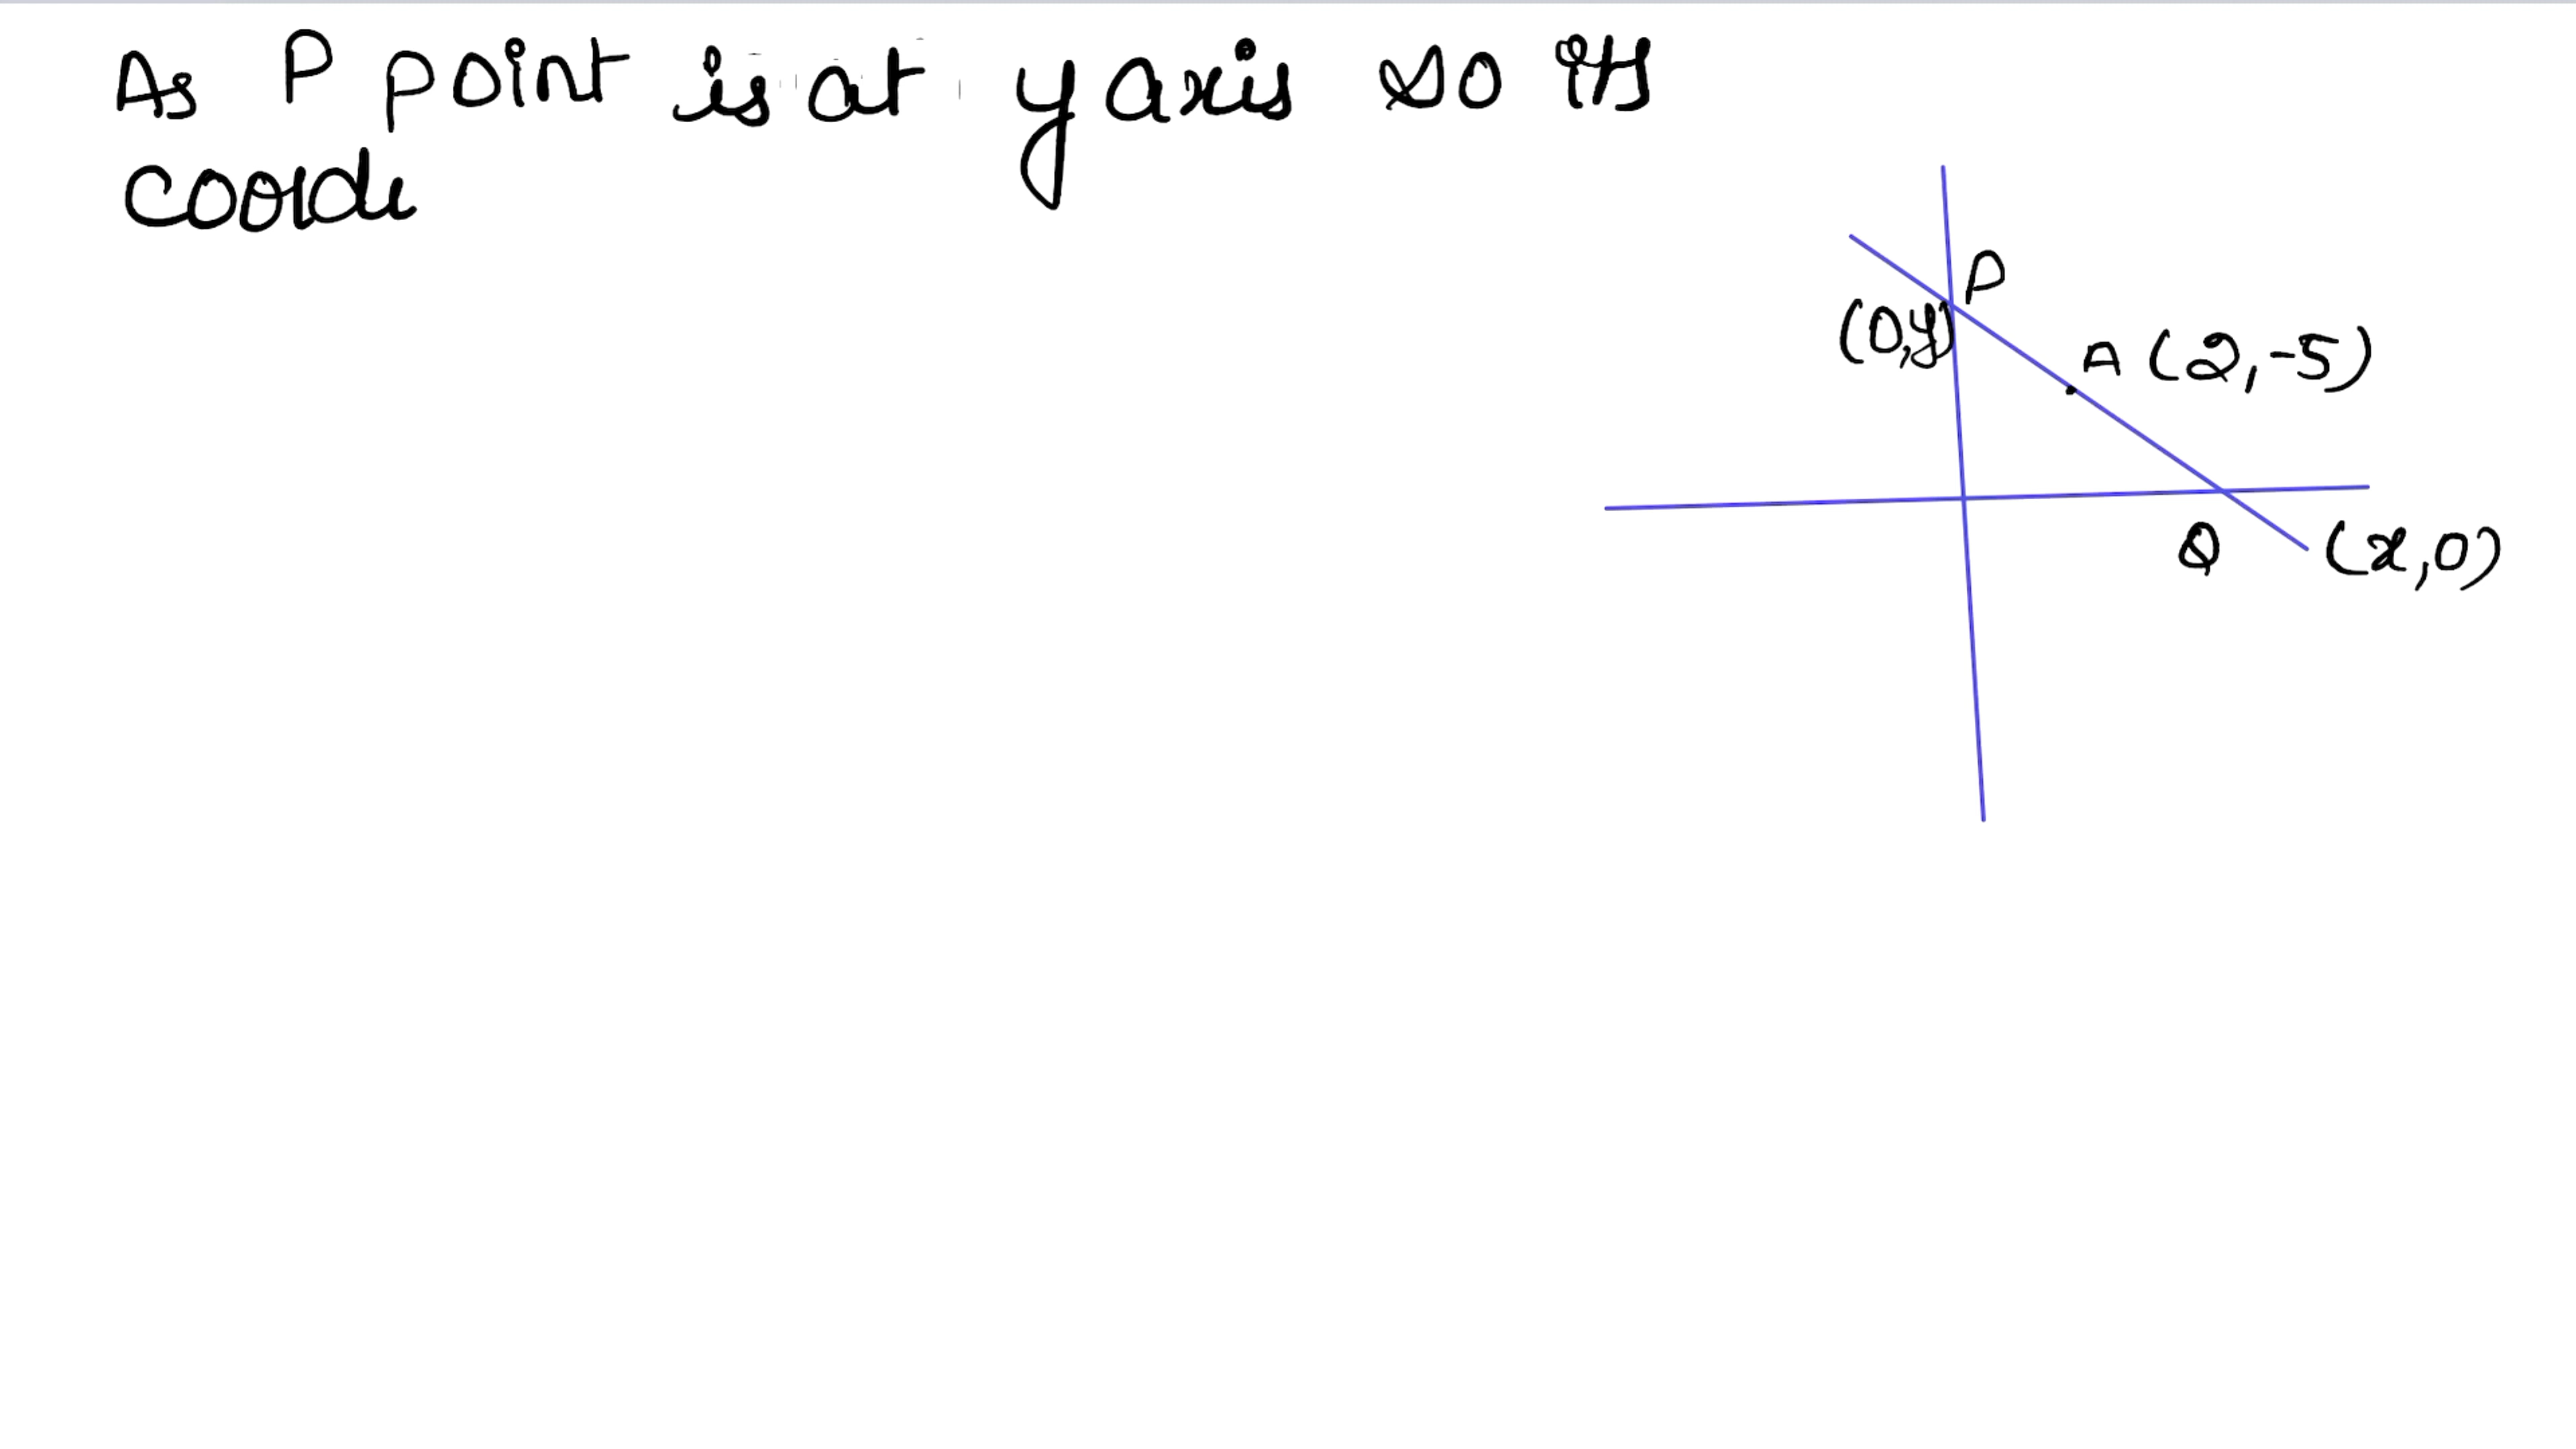 As P point is at y axis so its
coordi
P
(0,y)
A (2,-5)
Q (x,0)